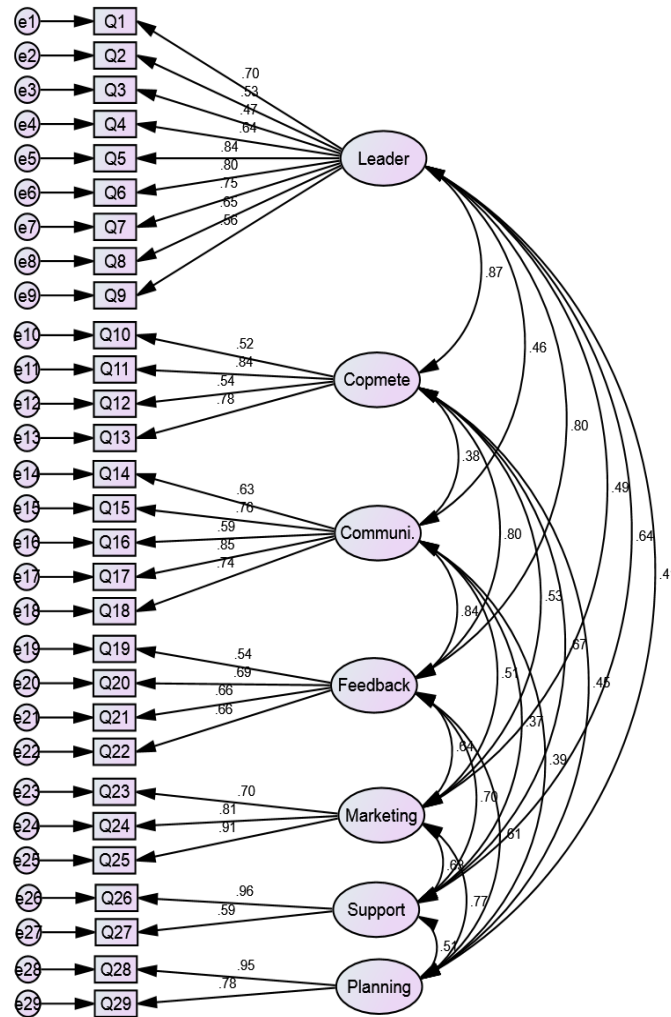 e1 Q1
e2 Q2
e3 Q3
e4 Q4
e5 Q5
e6 Q6
e7 Q7
e8 Q8
e9 Q9
.70
.53
.47
.64
.84
.80
.75
.65
.56
Leader
e10 Q10
e11 Q11
e12 Q12
e13 Q13
.52
.84
.54
.78
Copmete
e14 Q14
e15 Q15
e16 Q16
e17 Q17
e18 Q18
.63
.59
.85
.74
Communi.
e19 Q19
e20 Q20
e21 Q21
e22 Q22
.54
.69
.66
.66
Feedback
e23 Q23
e24 Q24
e25 Q25
.70
.81
.91
Marketing
e26 Q26
e27 Q27
.96
.59
Support
e28 Q28
e29 Q29
.95
.78
Planning
.87
.46
.80
.49
.64
.4
.38
.80
.53
.67
.45
.84
.51
.37
.39
.64
.70
.61
.77
.51